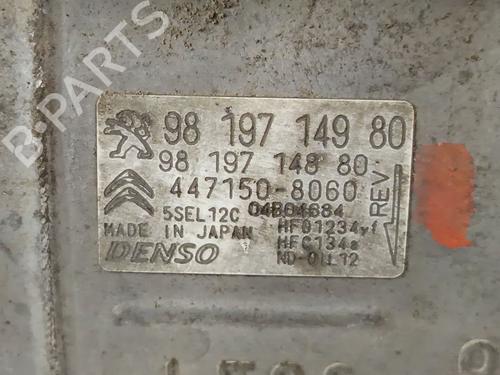 B-PARTS
98 197 149 80
98 197 148 80
447150-8060
5SEL12C 04B04684
MADE IN JAPAN HFO1234yf
HFC134a
DENSO ND-OIL12
REV